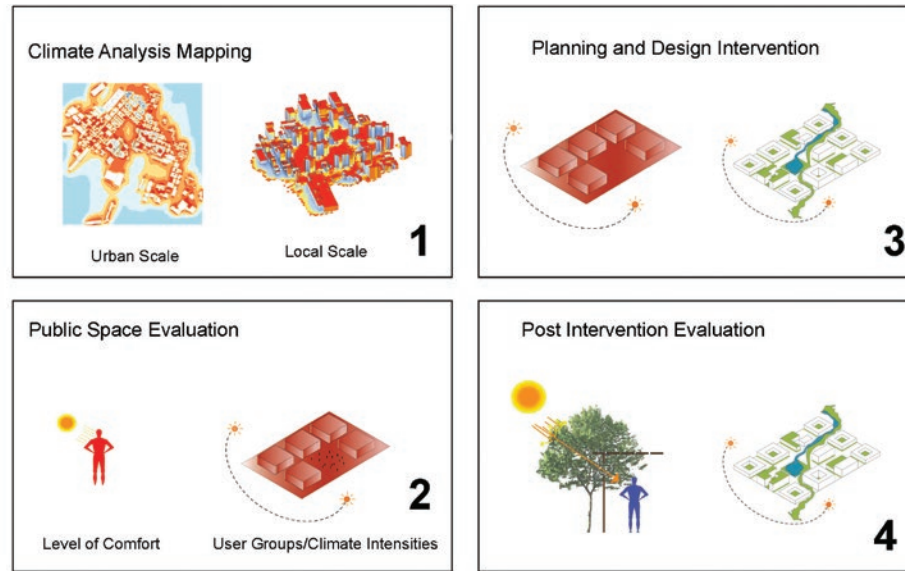 Climate Analysis Mapping
Urban Scale
Local Scale
1
Public Space Evaluation
Level of Comfort
User Groups/Climate Intensities
2
Planning and Design Intervention
3
Post Intervention Evaluation
4